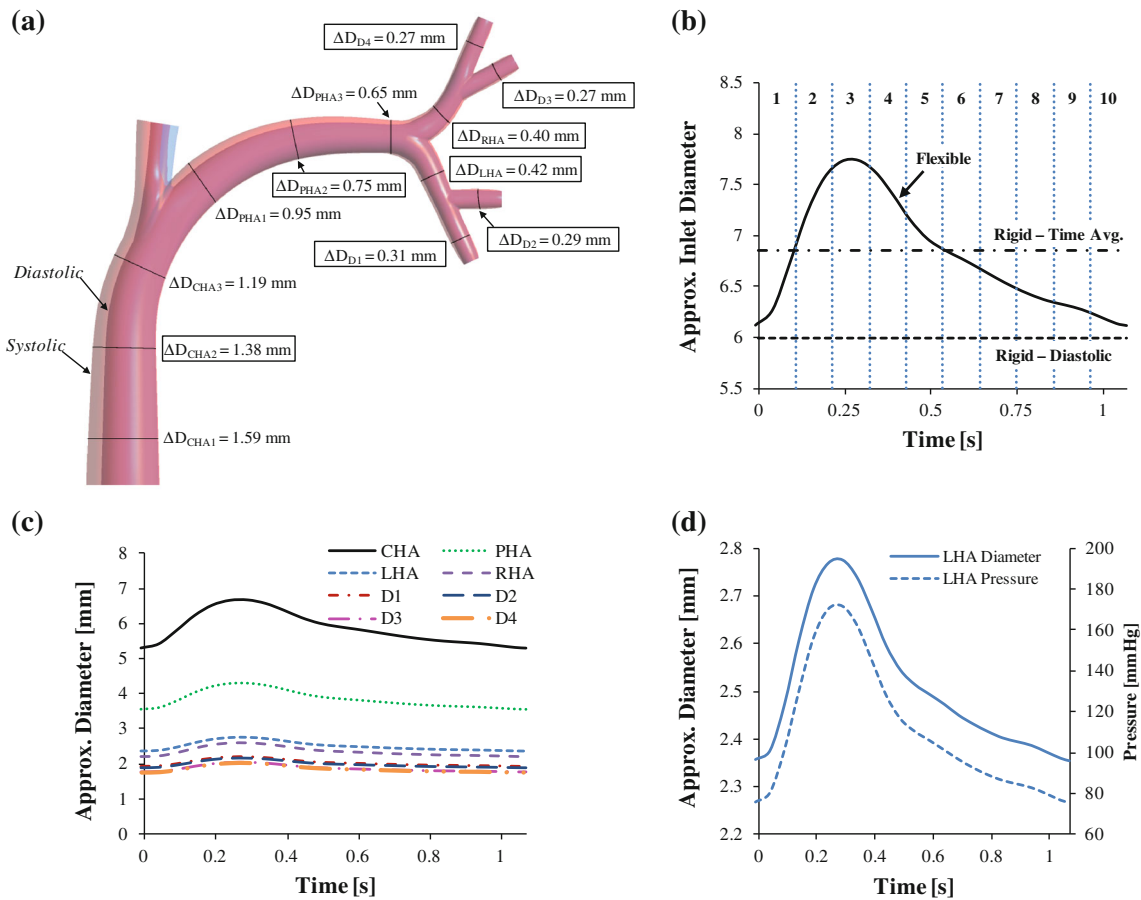 (a)
ΔD_D4 = 0.27 mm
ΔD_PHA3 = 0.65 mm
ΔD_D3 = 0.27 mm
ΔD_RHA = 0.40 mm
ΔD_LHA = 0.42 mm
ΔD_PHA2 = 0.75 mm
ΔD_PHA1 = 0.95 mm
ΔD_D2 = 0.29 mm
ΔD_D1 = 0.31 mm
Diastolic
ΔD_CHA3 = 1.19 mm
Systolic
ΔD_CHA2 = 1.38 mm
ΔD_CHA1 = 1.59 mm
(b)
Approx. Inlet Diameter
8.5
8
7.5
7
6.5
6
5.5
1 2 3 4 5 6 7 8 9 10
Flexible
Rigid – Time Avg.
Rigid – Diastolic
0 0.25 0.5 0.75 1
Time [s]
(c)
Approx. Diameter [mm]
8
7
6
5
4
3
2
1
0
CHA PHA
LHA RHA
D1 D2
D3 D4
0 0.2 0.4 0.6 0.8 1
Time [s]
(d)
Approx. Diameter [mm]
2.8
2.7
2.6
2.5
2.4
2.3
2.2
LHA Diameter
LHA Pressure
200
180
160
140
120
100
80
60
Pressure [mmHg]
0 0.2 0.4 0.6 0.8 1
Time [s]